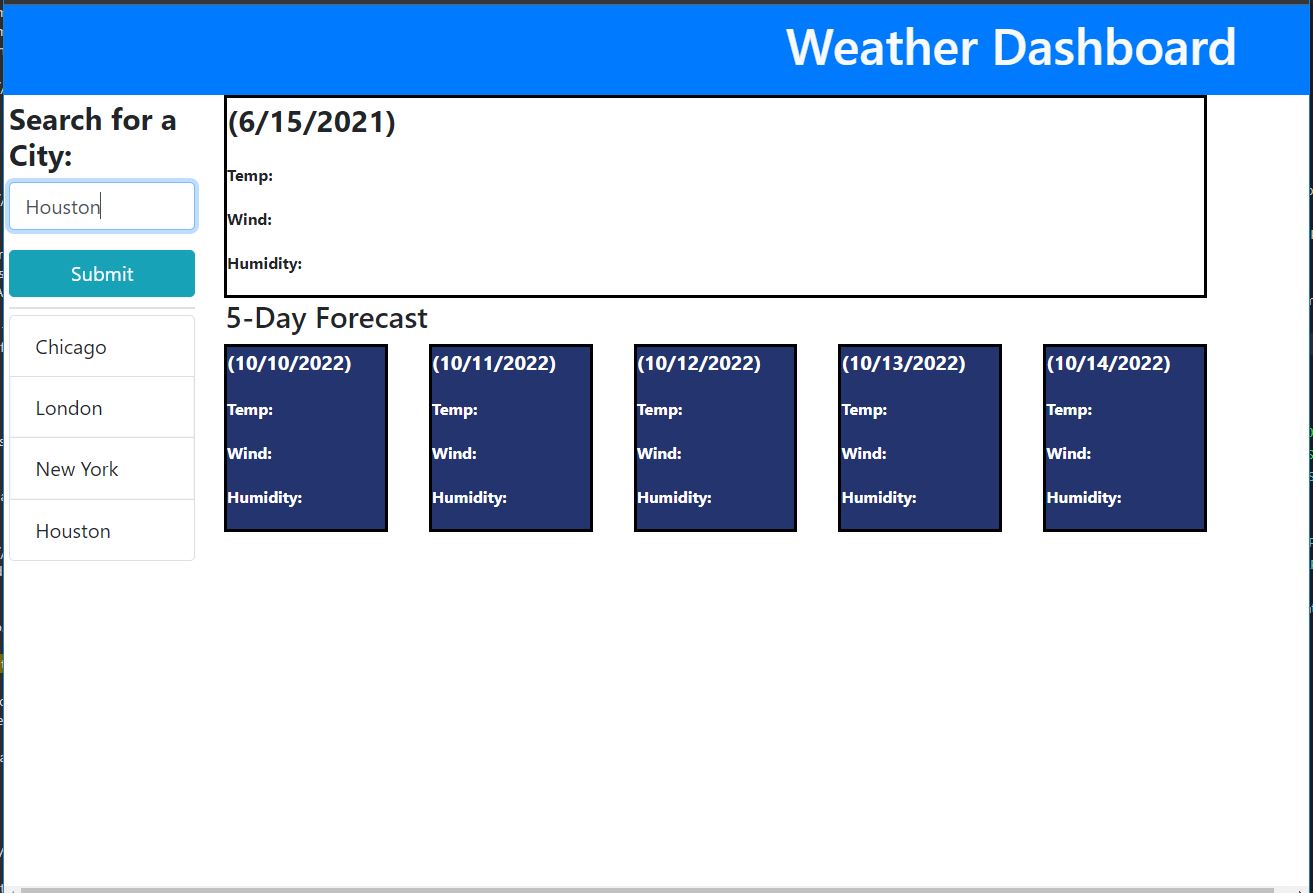 Weather Dashboard
Search for a
City:
Houston
Submit
Chicago
London
New York
Houston
(6/15/2021)
Temp:
Wind:
Humidity:
5-Day Forecast
(10/10/2022)
Temp:
Wind:
Humidity:
(10/11/2022)
Temp:
Wind:
Humidity:
(10/12/2022)
Temp:
Wind:
Humidity:
(10/13/2022)
Temp:
Wind:
Humidity:
(10/14/2022)
Temp:
Wind:
Humidity: